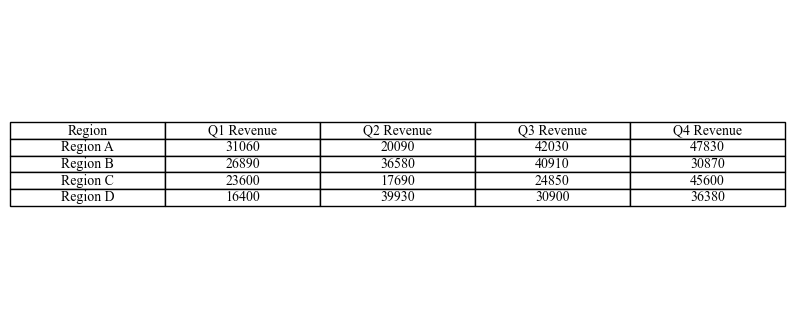 Region Q1 Revenue Q2 Revenue Q3 Revenue Q4 Revenue
Region A 31060 20090 42030 47830
Region B 26890 36580 40910 30870
Region C 23600 17690 24850 45600
Region D 16400 39930 30900 36380